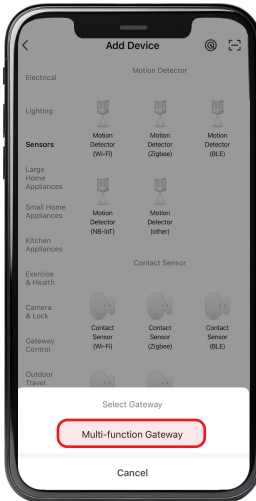 Add Device
Electrical
Lighting
Sensors
Large
Home
Appliances
Small Home
Appliances
Kitchen
Appliances
Exercise
& Health
Camera
& Lock
Gateway
Control
Outdoor
Travel
Motion Detector
Motion
Detector
(Wi-Fi)
Motion
Detector
(Zigbee)
Motion
Detector
(BLE)
Motion
Detector
(NB-IoT)
Motion
Detector
(other)
Contact Sensor
Contact
Sensor
(Wi-Fi)
Contact
Sensor
(Zigbee)
Contact
Sensor
(BLE)
Select Gateway
Multi-function Gateway
Cancel